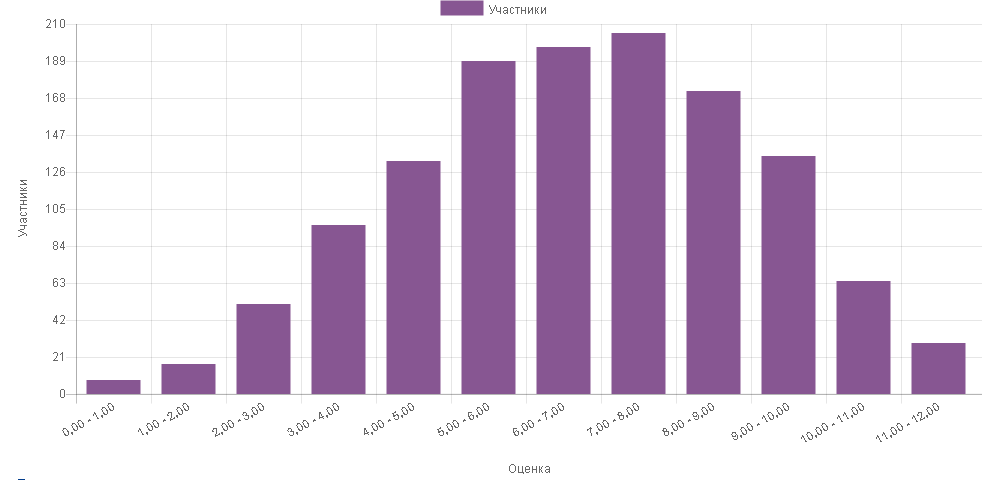 Участники
210
189
168
147
126
105
84
63
42
21
0
Участники
0,00 - 1,00
1,00 - 2,00
2,00 - 3,00
3,00 - 4,00
4,00 - 5,00
5,00 - 6,00
6,00 - 7,00
7,00 - 8,00
8,00 - 9,00
9,00 - 10,00
10,00 - 11,00
11,00 - 12,00
Оценка